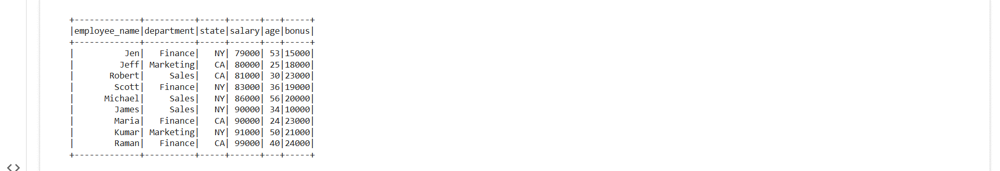 +-------------+----------+-----+------+---+-----+
|employee_name|department|state|salary|age|bonus|
+-------------+----------+-----+------+---+-----+
|          Jen|   Finance|   NY| 79000| 53|15000|
|         Jeff| Marketing|   CA| 80000| 25|18000|
|       Robert|     Sales|   CA| 81000| 30|23000|
|        Scott|   Finance|   NY| 83000| 36|19000|
|      Michael|     Sales|   NY| 86000| 56|20000|
|        James|     Sales|   NY| 90000| 34|10000|
|        Maria|   Finance|   CA| 90000| 24|23000|
|        Kumar| Marketing|   NY| 91000| 50|21000|
|        Raman|   Finance|   CA| 99000| 40|24000|
+-------------+----------+-----+------+---+-----+